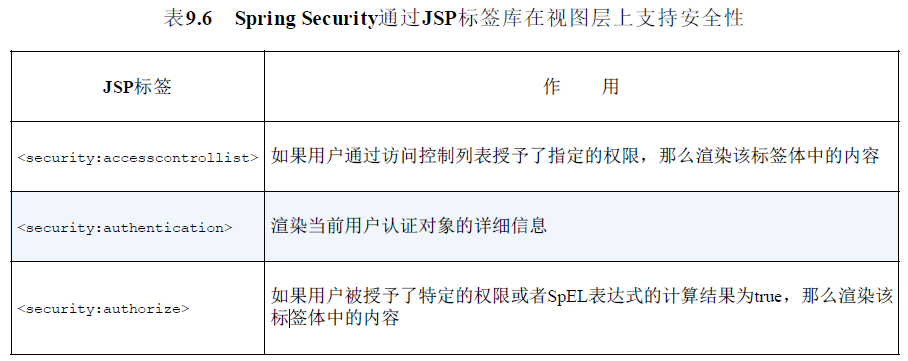 表9.6 Spring Security通过JSP标签库在视图层上支持安全性
JSP标签
作 用
<security:accesscontrollist>
如果用户通过访问控制列表授予了指定的权限，那么渲染该标签体中的内容
<security:authentication>
渲染当前用户认证对象的详细信息
<security:authorize>
如果用户被授予了特定的权限或者SpEL表达式的计算结果为true，那么渲染该
标签体中的内容